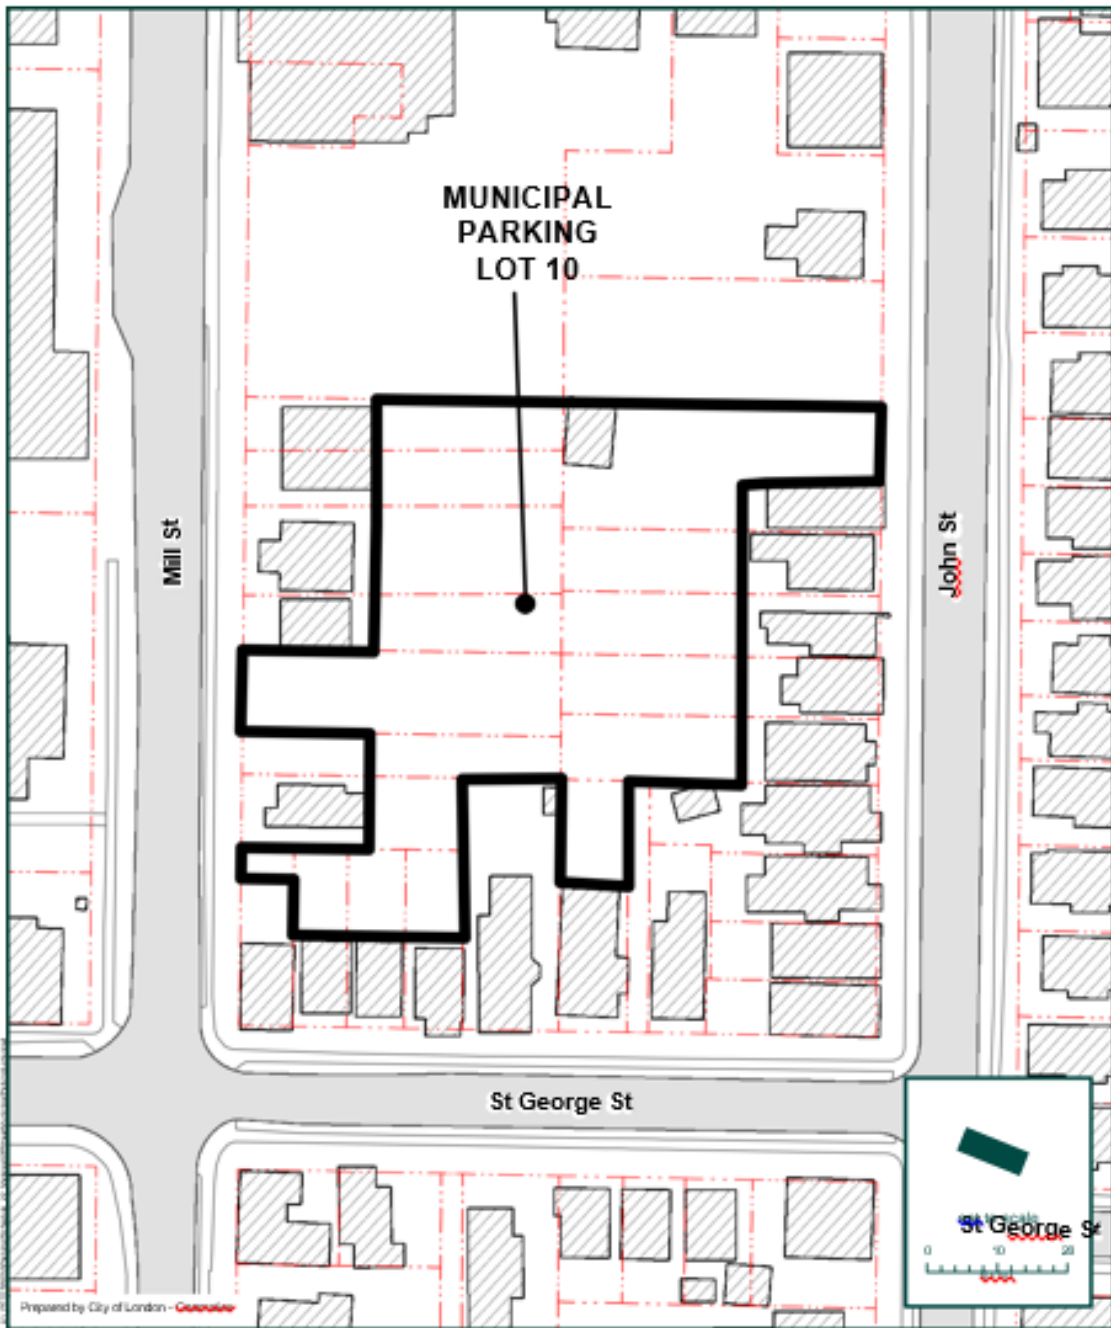 MUNICIPAL
PARKING
LOT 10
Mill St
John St
St George St
St George St
0 10 20
Prepared by City of London -